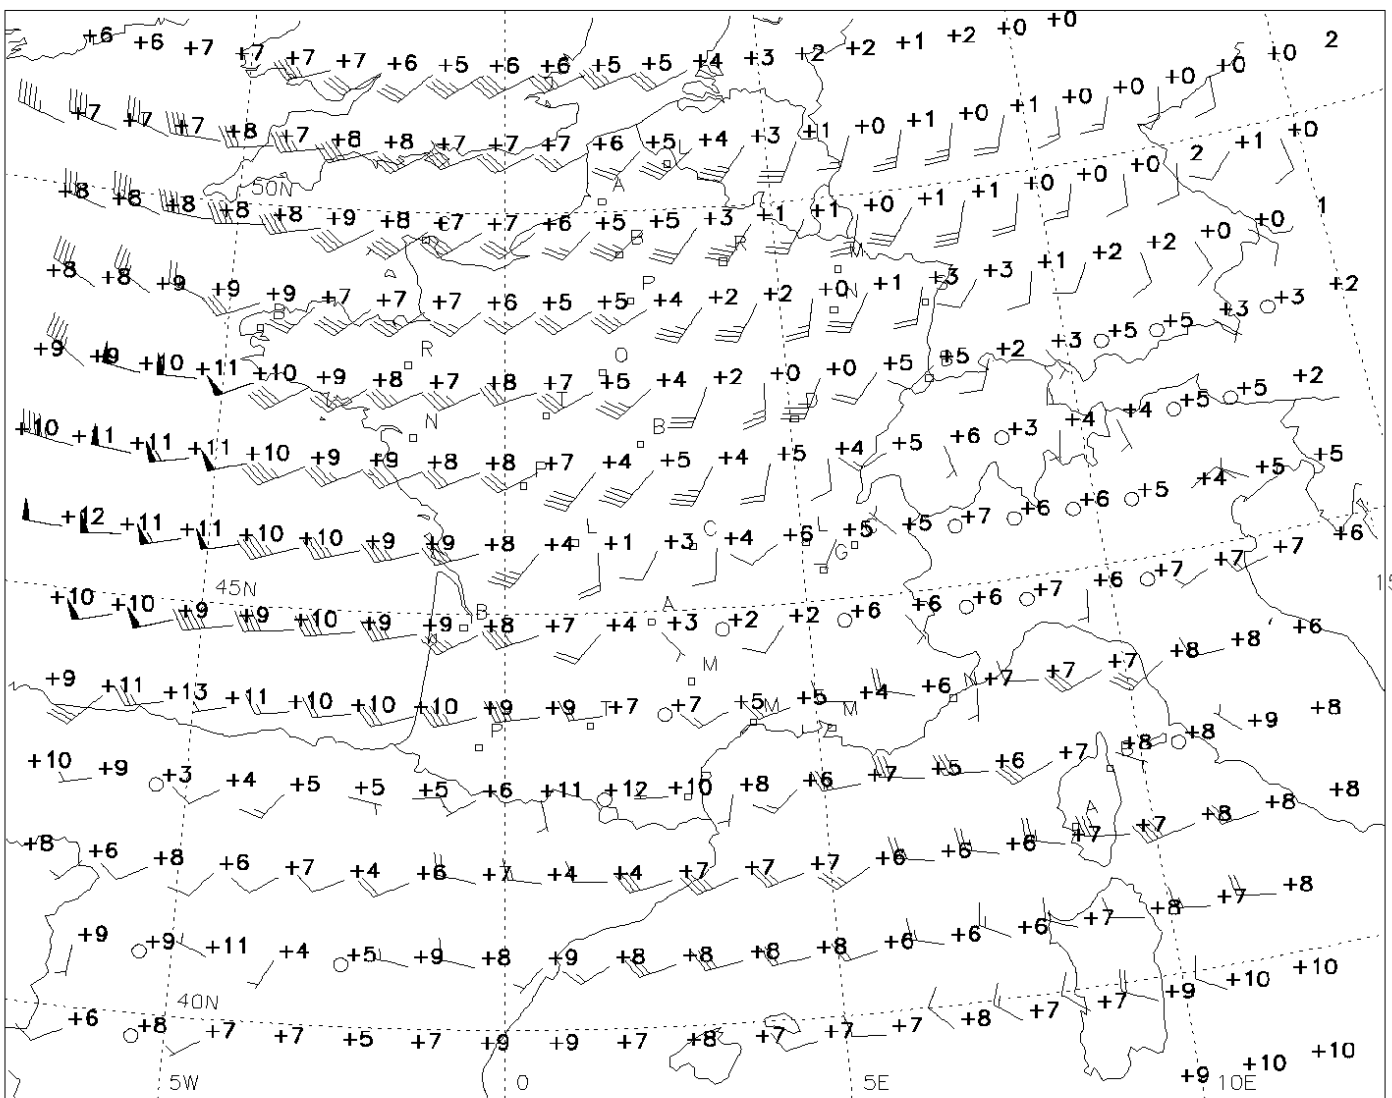 +6 +6 +7 +7 +7 +7 +6 +5 +6 +6 +5 +5 +4 +3 +2 +2 +1 +2 +0 +0 +0 2
+7 +7 +7 +8 +7 +8 +8 +7 +7 +7 +6 +5 +4 +3 +1 +0 +1 +0 +1 +0 +0 +0 +0
L
50N A
+8 +8 +8 +8 +8 +9 +8 +7 +7 +6 +5 +5 +3 +1 +1 +0 +1 +1 +0 +0 +0 2 +1 +0
C B R M
+8 +8 +9 +9 +9 +7 +7 +7 +6 +5 +5 +4 +2 +2 +0 +1 +3 +3 +1 +2 +2 +0 +0 1
B P N
+9 +9 +10 +11 +10 +9 +8 +7 +8 +7 +5 +4 +2 +0 +0 +5 +5 +2 +3 +5 +5 +3 +3 +2
R O B
N T B D
+10 +11 +11 +11 +10 +9 +9 +8 +8 +7 +4 +5 +4 +5 +4 +5 +6 +3 +4 +4 +5 +5 +2
P
+12 +11 +11 +10 +10 +9 +9 +8 +4 +1 +3 +4 +6 +5 +5 +7 +6 +6 +5 +4 +5 +5
L C L G
45N 15
+10 +10 +9 +9 +10 +9 +9 +8 +7 +4 +3 +2 +2 +6 +6 +6 +7 +6 +7 +7 +7 +6
B A
M
+9 +11 +13 +11 +10 +10 +10 +9 +9 +7 +7 +5 +5 +4 +6 +7 +7 +7 +8 +8 +6
P T M M N
+10 +9 +3 +4 +5 +5 +5 +6 +11 +12 +10 +8 +6 +7 +5 +6 +7 +8 +8 +9 +8
B
A
+8 +6 +8 +6 +7 +4 +6 +7 +4 +4 +7 +7 +7 +6 +6 +6 +7 +7 +8 +8 +8
+9 +9 +11 +4 +5 +9 +8 +9 +8 +8 +8 +8 +6 +6 +6 +7 +8 +7 +8
40N
+6 +8 +7 +7 +5 +7 +9 +9 +7 +8 +7 +7 +7 +8 +7 +7 +9 +10 +10
+9 +10 +10
5W 0 5E 10E